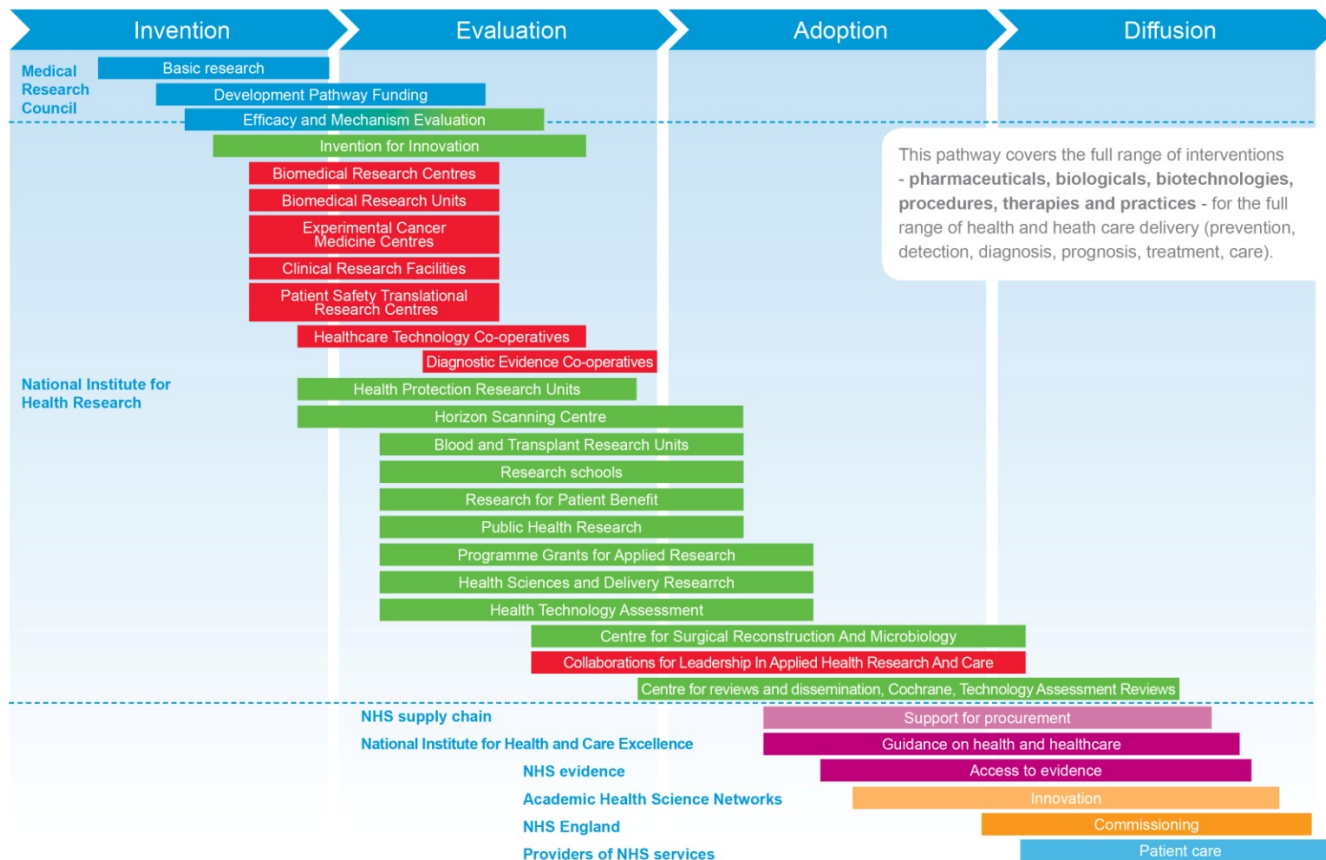 Invention
Evaluation
Adoption
Diffusion
Medical
Research
Council
Basic research
Development Pathway Funding
Efficacy and Mechanism Evaluation
Invention for Innovation
This pathway covers the full range of interventions
- pharmaceuticals, biologicals, biotechnologies,
procedures, therapies and practices - for the full
range of health and heath care delivery (prevention,
detection, diagnosis, prognosis, treatment, care).
Biomedical Research Centres
Biomedical Research Units
Experimental Cancer
Medicine Centres
Clinical Research Facilities
Patient Safety Translational
Research Centres
Healthcare Technology Co-operatives
Diagnostic Evidence Co-operatives
National Institute for
Health Research
Health Protection Research Units
Horizon Scanning Centre
Blood and Transplant Research Units
Research schools
Research for Patient Benefit
Public Health Research
Programme Grants for Applied Research
Health Sciences and Delivery Researrch
Health Technology Assessment
Centre for Surgical Reconstruction And Microbiology
Collaborations for Leadership In Applied Health Research And Care
Centre for reviews and dissemination, Cochrane, Technology Assessment Reviews
NHS supply chain
Support for procurement
National Institute for Health and Care Excellence
Guidance on health and healthcare
NHS evidence
Access to evidence
Academic Health Science Networks
Innovation
NHS England
Commissioning
Providers of NHS services
Patient care